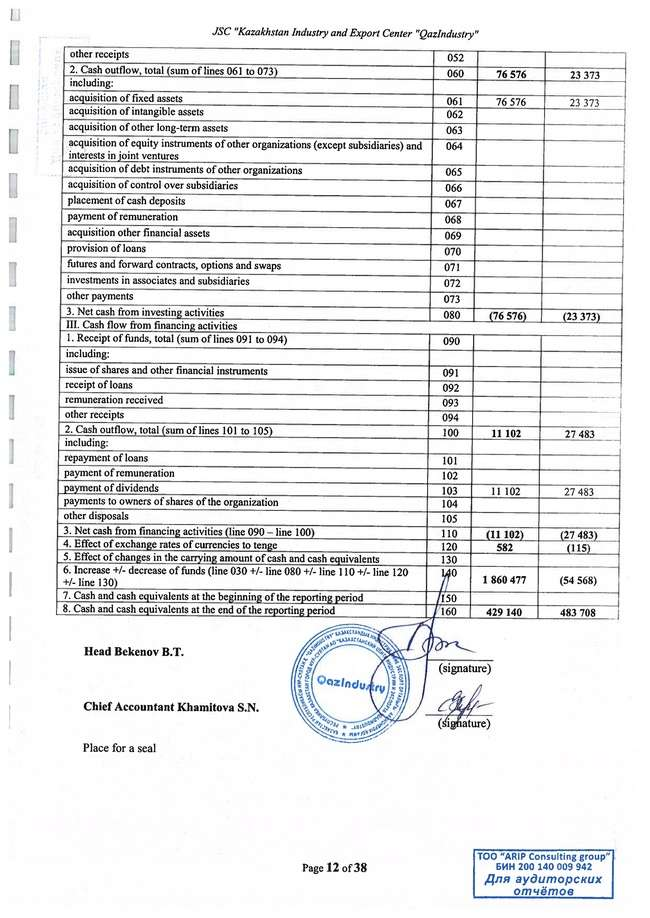 JSC "Kazakhstan Industry and Export Center "QazIndustry"
other receipts 052
2. Cash outflow, total (sum of lines 061 to 073) 060 76 576 23 373
including:
acquisition of fixed assets 061 76 576 23 373
acquisition of intangible assets 062
acquisition of other long-term assets 063
acquisition of equity instruments of other organizations (except subsidiaries) and 064
interests in joint ventures
acquisition of debt instruments of other organizations 065
acquisition of control over subsidiaries 066
placement of cash deposits 067
payment of remuneration 068
acquisition other financial assets 069
provision of loans 070
futures and forward contracts, options and swaps 071
investments in associates and subsidiaries 072
other payments 073
3. Net cash from investing activities 080 (76 576) (23 373)
III. Cash flow from financing activities
1. Receipt of funds, total (sum of lines 091 to 094) 090
including:
issue of shares and other financial instruments 091
receipt of loans 092
remuneration received 093
other receipts 094
2. Cash outflow, total (sum of lines 101 to 105) 100 11 102 27 483
including:
repayment of loans 101
payment of remuneration 102
payment of dividends 103 11 102 27 483
payments to owners of shares of the organization 104
other disposals 105
3. Net cash from financing activities (line 090 – line 100) 110 (11 102) (27 483)
4. Effect of exchange rates of currencies to tenge 120 582 (115)
5. Effect of changes in the carrying amount of cash and cash equivalents 130
6. Increase +/- decrease of funds (line 030 +/- line 080 +/- line 110 +/- line 120 140 1 860 477 (54 568)
+/- line 130)
7. Cash and cash equivalents at the beginning of the reporting period 150
8. Cash and cash equivalents at the end of the reporting period 160 429 140 483 708
Head Bekenov B.T.
(signature)
QazIndustry
Chief Accountant Khamitova S.N.
(signature)
Place for a seal
Page 12 of 38
ТОО "ARIP Consulting group"
БИН 200 140 009 942
Для аудиторских
отчётов